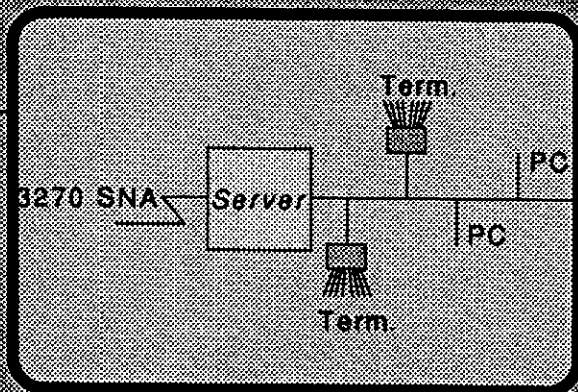 Term.
PC
3270 SNA
Server
PC
Term.